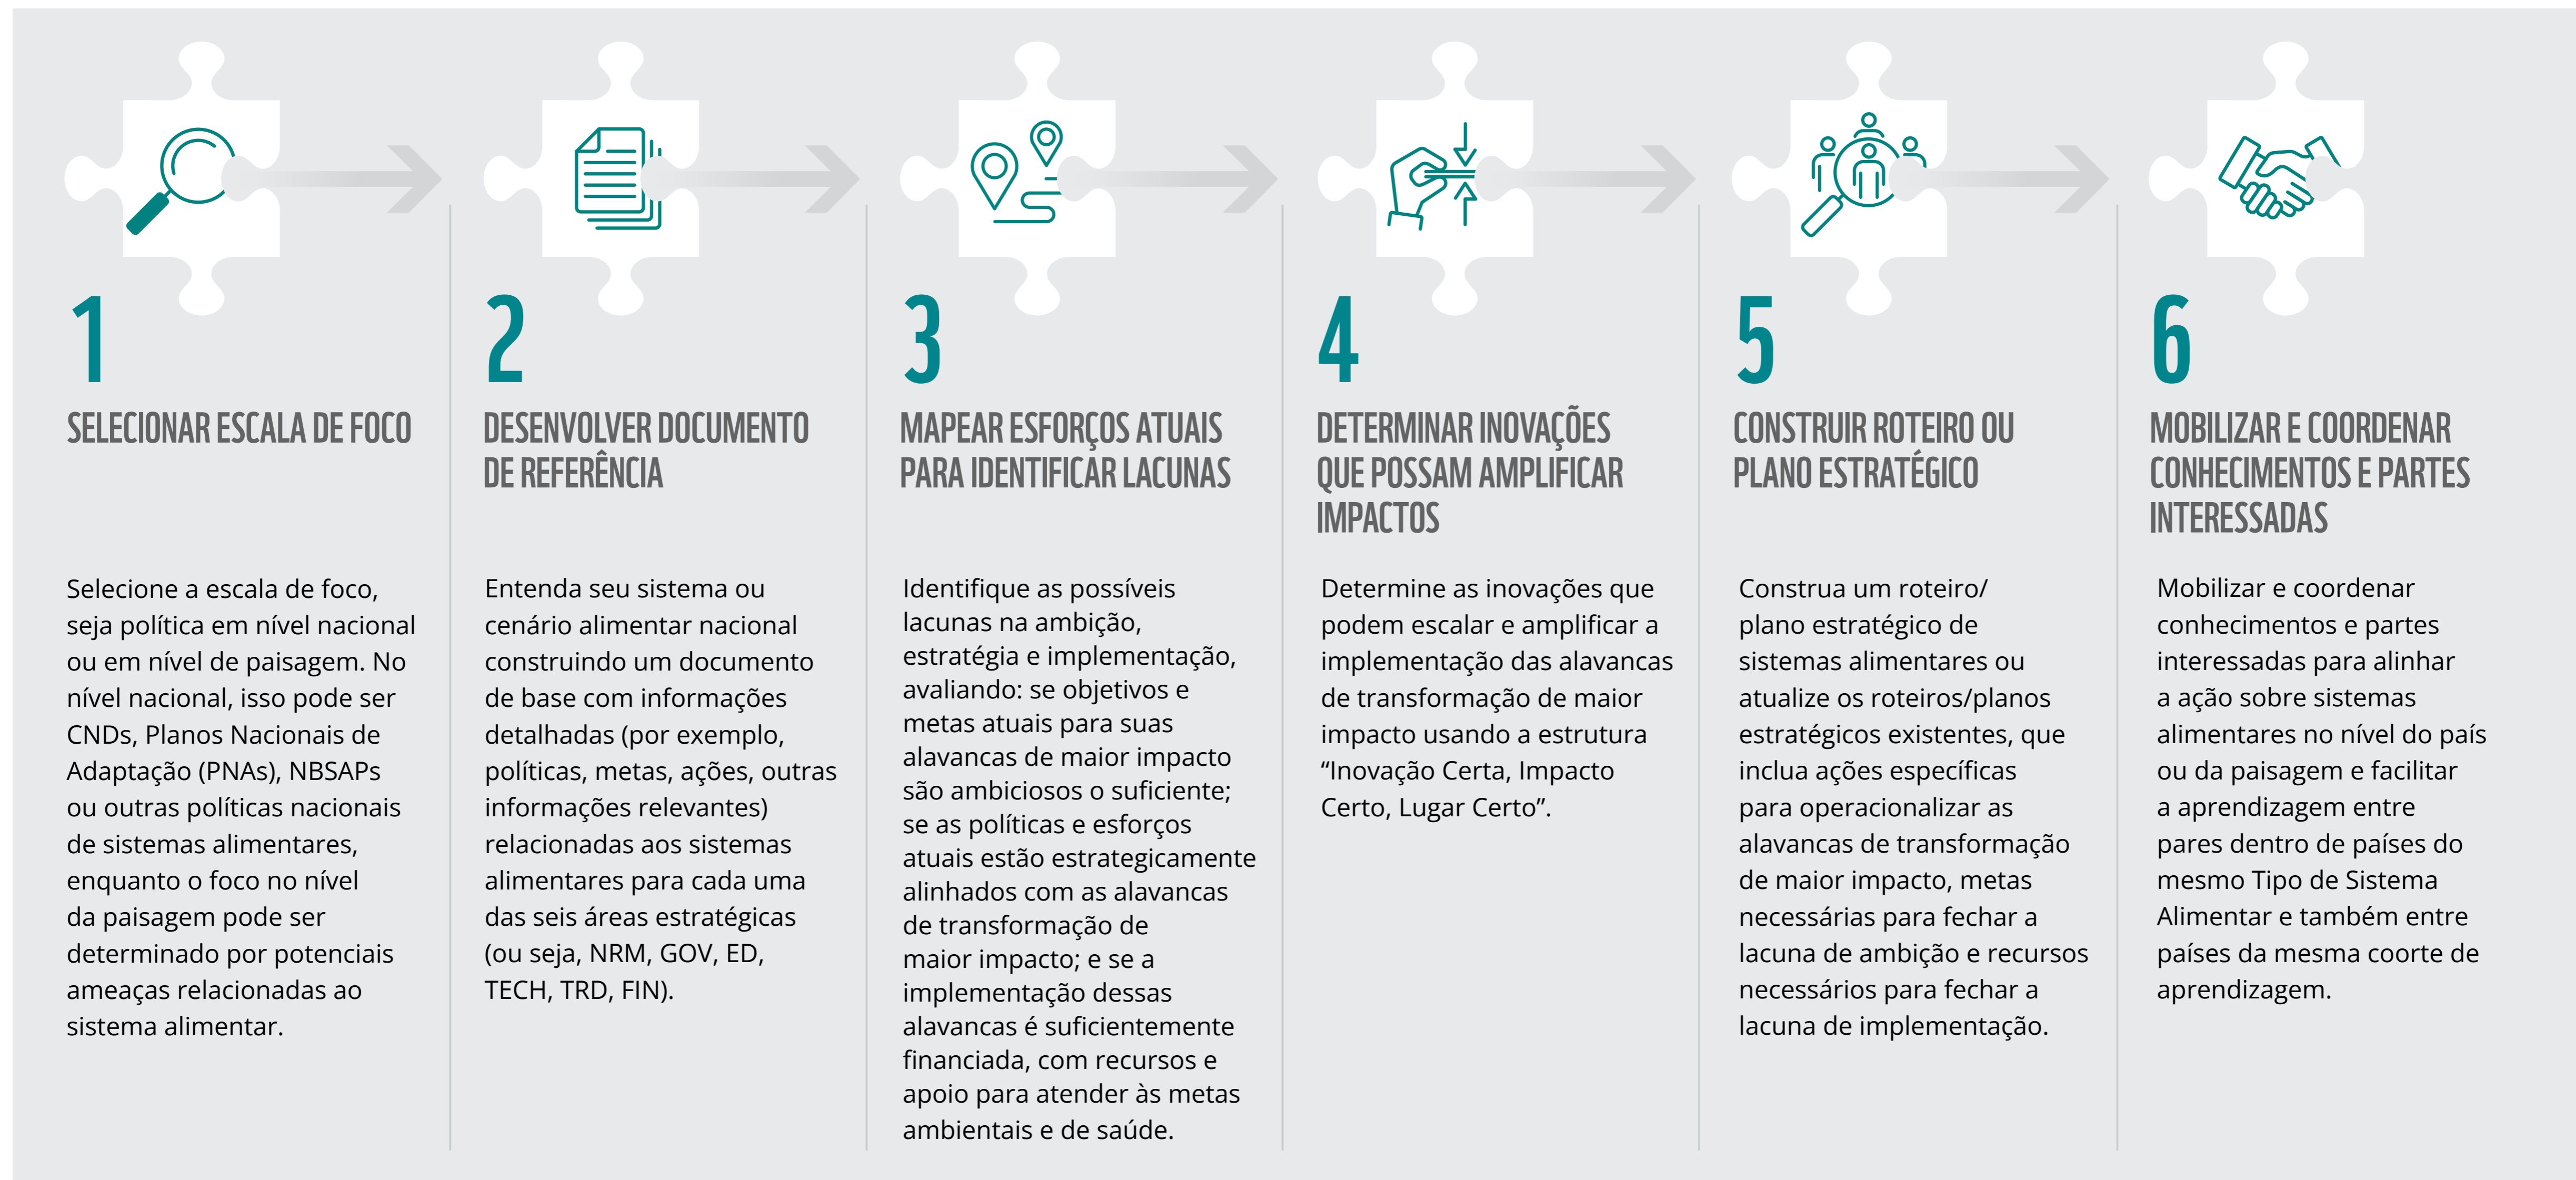 1
SELECIONAR ESCALA DE FOCO
Selecione a escala de foco,
seja política em nível nacional
ou em nível de paisagem. No
nível nacional, isso pode ser
CNDs, Planos Nacionais de
Adaptação (PNAs), NBSAPs
ou outras políticas nacionais
de sistemas alimentares,
enquanto o foco no nível
da paisagem pode ser
determinado por potenciais
ameaças relacionadas ao
sistema alimentar.
2
DESENVOLVER DOCUMENTO
DE REFERÊNCIA
Entenda seu sistema ou
cenário alimentar nacional
construindo um documento
de base com informações
detalhadas (por exemplo,
políticas, metas, ações, outras
informações relevantes)
relacionadas aos sistemas
alimentares para cada uma
das seis áreas estratégicas
(ou seja, NRM, GOV, ED,
TECH, TRD, FIN).
3
MAPEAR ESFORÇOS ATUAIS
PARA IDENTIFICAR LACUNAS
Identifique as possíveis
lacunas na ambição,
estratégia e implementação,
avaliando: se objetivos e
metas atuais para suas
alavancas de maior impacto
são ambiciosos o suficiente;
se as políticas e esforços
atuais estão estrategicamente
alinhados com as alavancas
de transformação de
maior impacto; e se a
implementação dessas
alavancas é suficientemente
financiada, com recursos e
apoio para atender às metas
ambientais e de saúde.
4
DETERMINAR INOVAÇÕES
QUE POSSAM AMPLIFICAR
IMPACTOS
Determine as inovações que
podem escalar e amplificar a
implementação das alavancas
de transformação de maior
impacto usando a estrutura
“Inovação Certa, Impacto
Certo, Lugar Certo”.
5
CONSTRUIR ROTEIRO OU
PLANO ESTRATÉGICO
Construa um roteiro/
plano estratégico de
sistemas alimentares ou
atualize os roteiros/planos
estratégicos existentes, que
inclua ações específicas
para operacionalizar as
alavancas de transformação
de maior impacto, metas
necessárias para fechar a
lacuna de ambição e recursos
necessários para fechar a
lacuna de implementação.
6
MOBILIZAR E COORDENAR
CONHECIMENTOS E PARTES
INTERESSADAS
Mobilizar e coordenar
conhecimentos e partes
interessadas para alinhar
a ação sobre sistemas
alimentares no nível do país
ou da paisagem e facilitar
a aprendizagem entre
pares dentro de países do
mesmo Tipo de Sistema
Alimentar e também entre
países da mesma coorte de
aprendizagem.